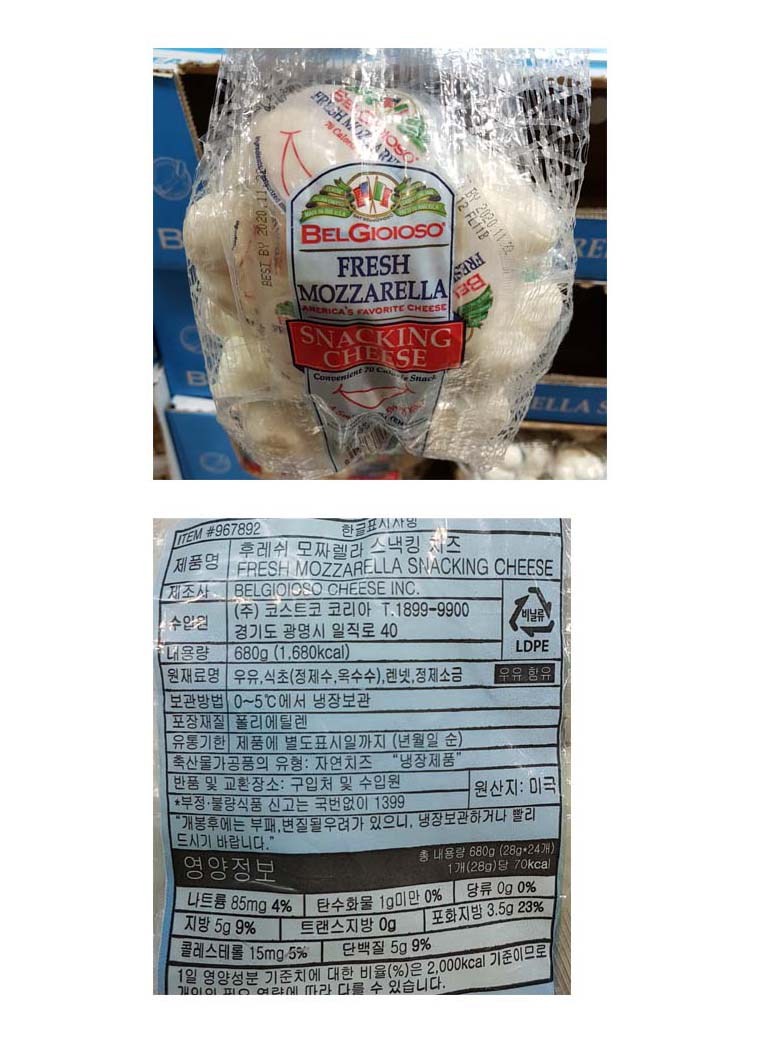 BELGIOIOSO
FRESH MOZZARELLA
BEST BY 2020.11
BY 2020.11.
BELGIOIOSO®
FRESH
MOZZARELLA
AMERICA'S FAVORITE CHEESE
SNACKING
CHEESE
Convenient 70 Calorie Snack
ELLA S
ITEM #967892
한글표시사항
제품명
후레쉬 모짜렐라 스낵킹 치즈
FRESH MOZZARELLA SNACKING CHEESE
제조사 BELGIOIOSO CHEESE INC.
수입원
(주) 코스트코 코리아 T.1899-9900
경기도 광명시 일직로 40
비닐류
LDPE
내용량 680g (1,680kcal)
원재료명 우유,식초(정제수,옥수수),렌넷,정제소금
우유 함유
보관방법 0~5℃에서 냉장보관
포장재질 폴리에틸렌
유통기한 제품에 별도표시일까지 (년월일 순)
축산물가공품의 유형: 자연치즈 "냉장제품"
반품 및 교환장소: 구입처 및 수입원
원산지: 미국
*부정·불량식품 신고는 국번없이 1399
"개봉후에는 부패,변질될우려가 있으니, 냉장보관하거나 빨리
드시기 바랍니다."
영양정보
총 내용량 680g (28g*24개)
1개(28g)당 70kcal
나트륨 85mg 4% 탄수화물 1g미만 0% 당류 0g 0%
지방 5g 9% 트랜스지방 0g 포화지방 3.5g 23%
콜레스테롤 15mg 5% 단백질 5g 9%
1일 영양성분 기준치에 대한 비율(%)은 2,000kcal 기준이므로
개인의 필요 열량에 따라 다를 수 있습니다.